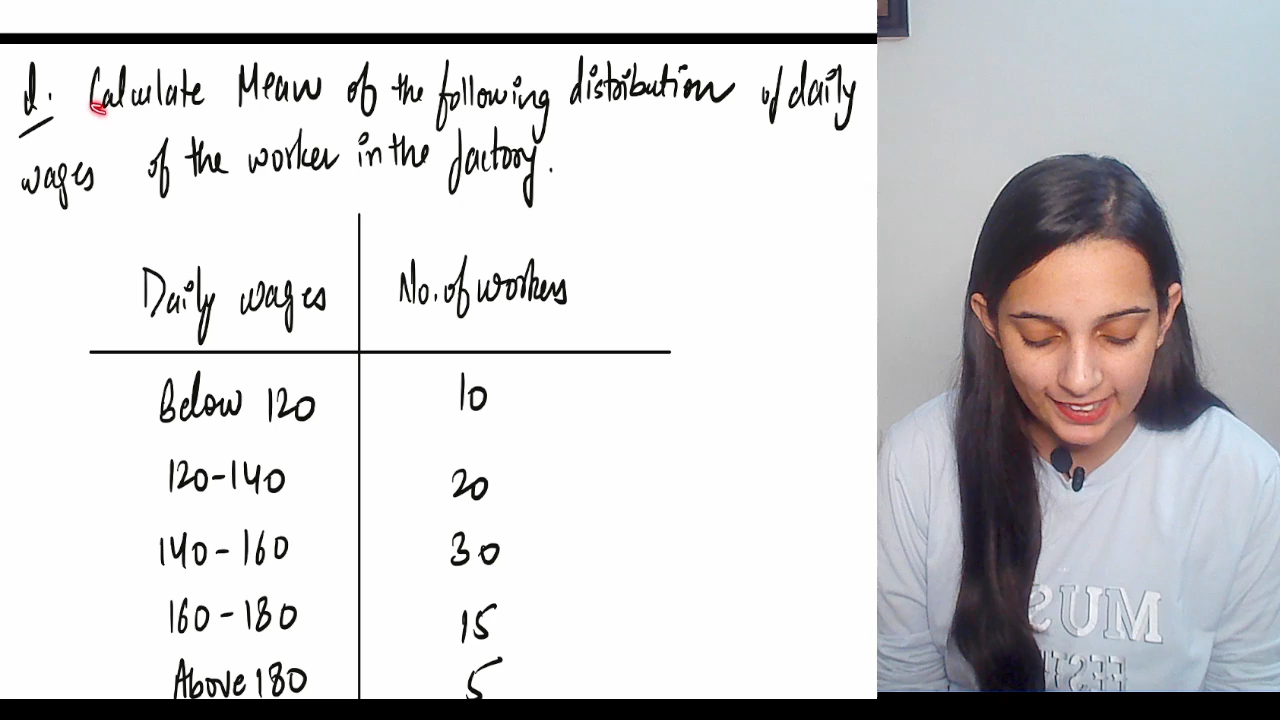 d. Calculate Mean of the following distribution of daily
wages of the worker in the factory.
Daily wages No. of workers
Below 120 10
120-140 20
140-160 30
160-180 15
Above 180 5
MUS